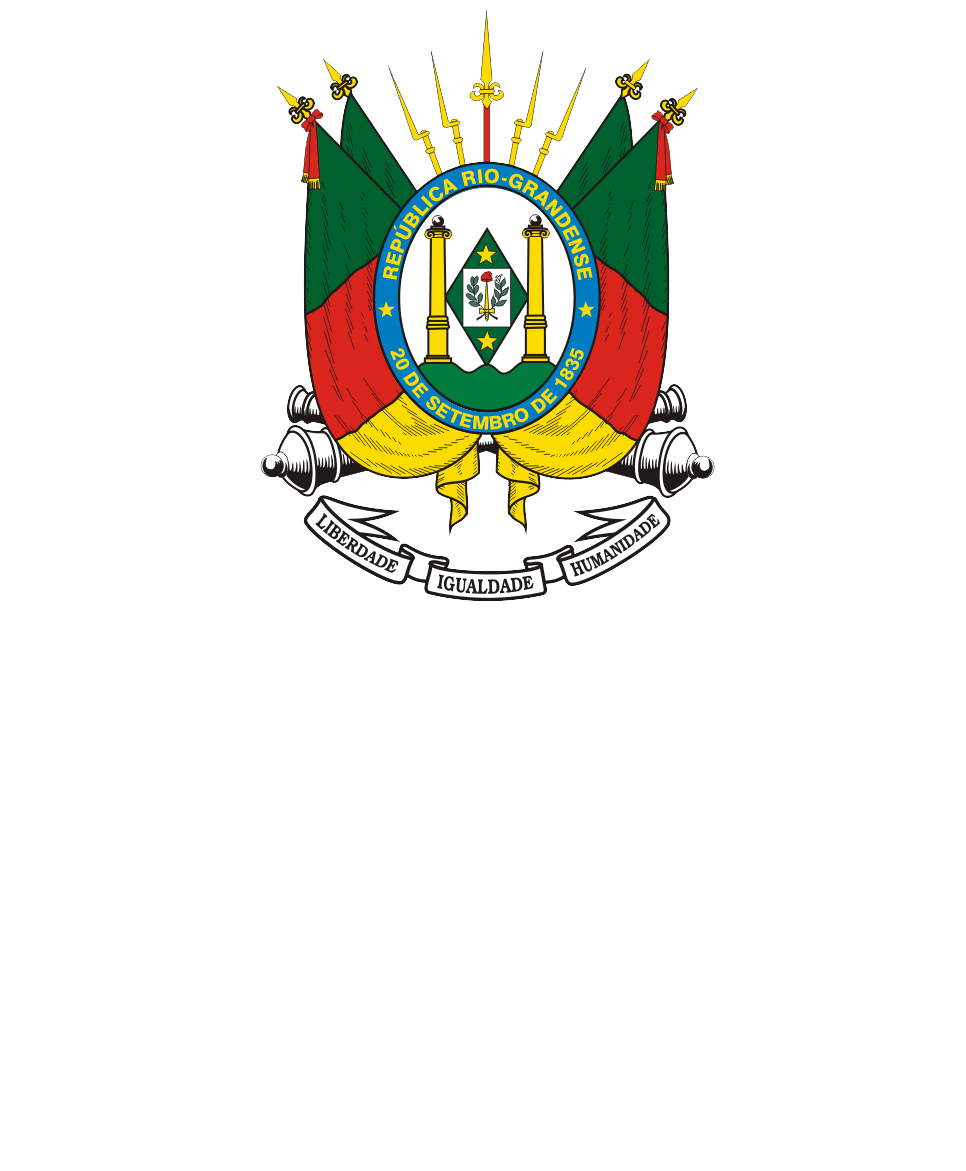 REPÚBLICA RIO-GRANDENSE
20 DE SETEMBRO DE 1835
LIBERDADE
IGUALDADE
HUMANIDADE